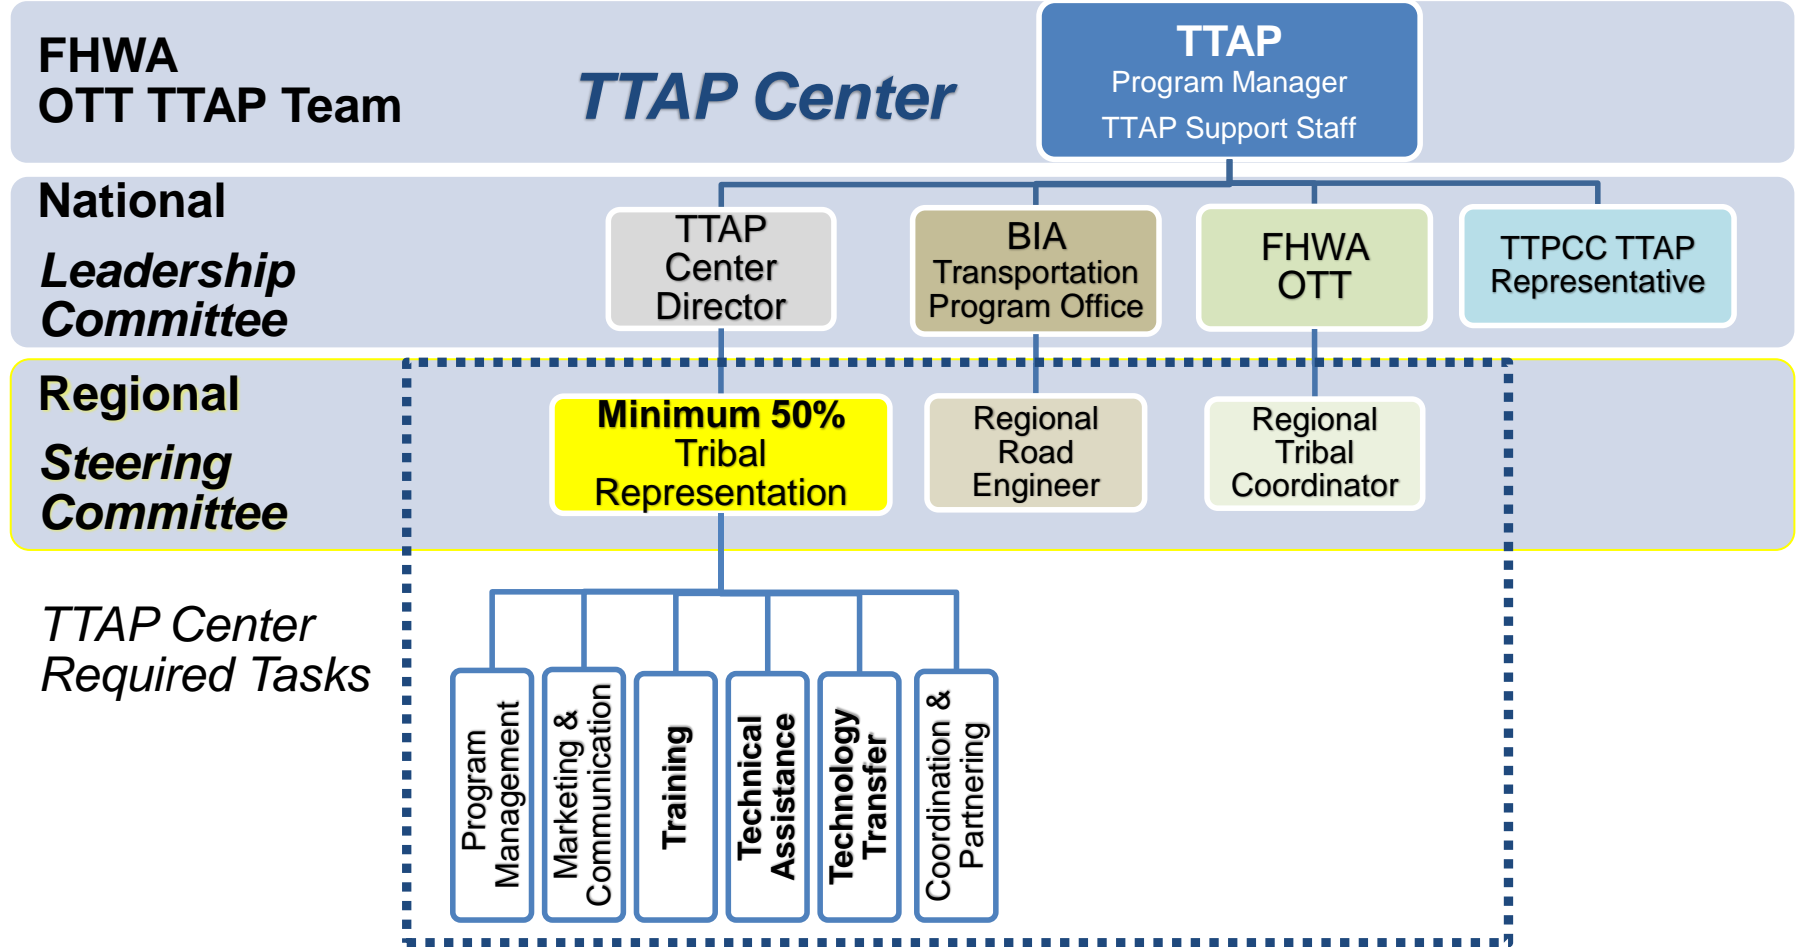 FHWA
OTT TTAP Team
TTAP Center
TTAP
Program Manager
TTAP Support Staff
National
Leadership
Committee
TTAP
Center
Director
BIA
Transportation
Program Office
FHWA
OTT
TTPCC TTAP
Representative
Regional
Steering
Committee
Minimum 50%
Tribal
Representation
Regional
Road
Engineer
Regional
Tribal
Coordinator
TTAP Center
Required Tasks
Program
Management
Marketing &
Communication
Training
Technical
Assistance
Technology
Transfer
Coordination &
Partnering